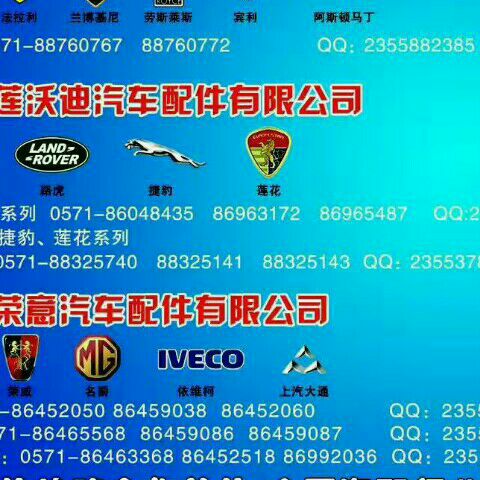 法拉利 兰博基尼 劳斯莱斯 宾利 阿斯顿马丁
71-88760767 88760772 QQ：2355882385
莲沃迪汽车配件有限公司
LAND ROVER
EUROPESTAR
路虎 捷豹 莲花
系列 0571-86048435 86963172 86965487 QQ:2
捷豹、莲花系列
0571-88325740 88325141 88325143 QQ：2355378
荣意汽车配件有限公司
MG IVECO
荣威 名爵 依维柯 上汽大通
-86452050 86459038 86452060 QQ：2355
71-86465568 86459086 86459087 QQ：2355
：0571-86463368 86452518 86992036 QQ：2355